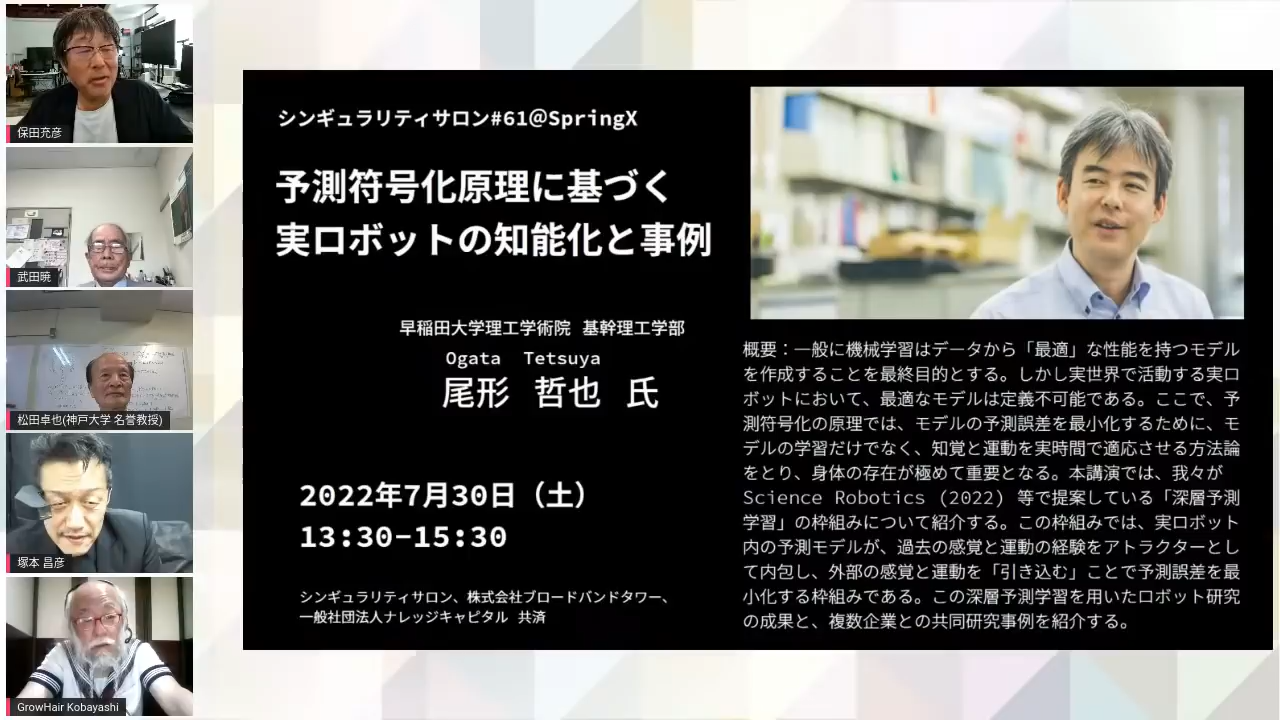 保田充彦
武田暁
松田卓也(神戸大学 名誉教授)
塚本 昌彦
GrowHair Kobayashi
シンギュラリティサロン#61@SpringX
予測符号化原理に基づく
実ロボットの知能化と事例
早稲田大学理工学術院 基幹理工学部
Ogata Tetsuya
尾形 哲也 氏
2022年7月30日（土）
13:30−15:30
シンギュラリティサロン、株式会社ブロードバンドタワー、
一般社団法人ナレッジキャピタル 共済
概要：一般に機械学習はデータから「最適」な性能を持つモデル
を作成することを最終目的とする。しかし実世界で活動する実ロ
ボットにおいて、最適なモデルは定義不可能である。ここで、予
測符号化の原理では、モデルの予測誤差を最小化するために、モ
デルの学習だけでなく、知覚と運動を実時間で適応させる方法論
をとり、身体の存在が極めて重要となる。本講演では、我々が
Science Robotics (2022) 等で提案している「深層予測
学習」の枠組みについて紹介する。この枠組みでは、実ロボット
内の予測モデルが、過去の感覚と運動の経験をアトラクターとし
て内包し、外部の感覚と運動を「引き込む」ことで予測誤差を最
小化する枠組みである。この深層予測学習を用いたロボット研究
の成果と、複数企業との共同研究事例を紹介する。